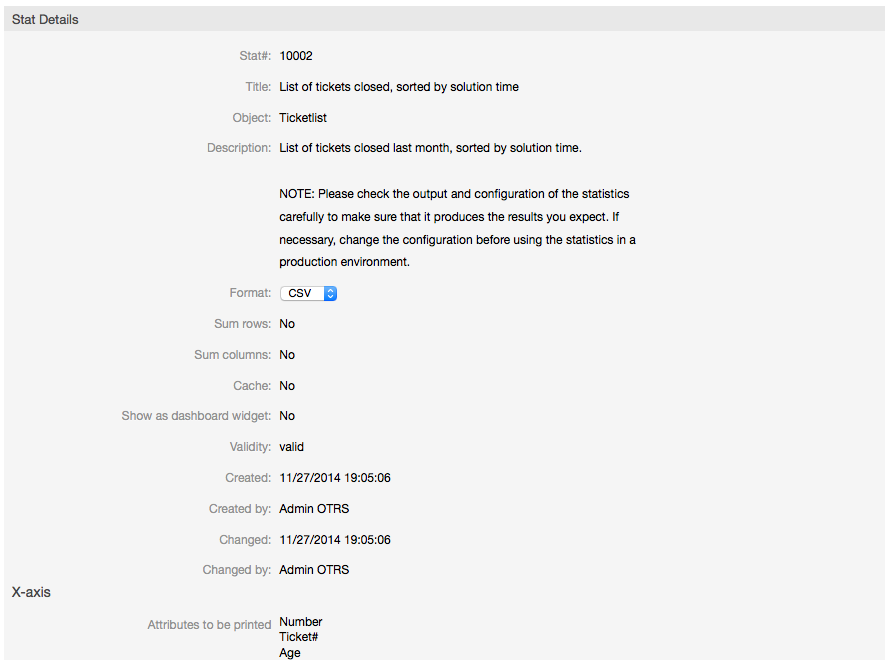 Stat Details
Stat#: 10002
Title: List of tickets closed, sorted by solution time
Object: Ticketlist
Description: List of tickets closed last month, sorted by solution time.
NOTE: Please check the output and configuration of the statistics
carefully to make sure that it produces the results you expect. If
necessary, change the configuration before using the statistics in a
production environment.
Format: CSV
Sum rows: No
Sum columns: No
Cache: No
Show as dashboard widget: No
Validity: valid
Created: 11/27/2014 19:05:06
Created by: Admin OTRS
Changed: 11/27/2014 19:05:06
Changed by: Admin OTRS
X-axis
Attributes to be printed Number
Ticket#
Age